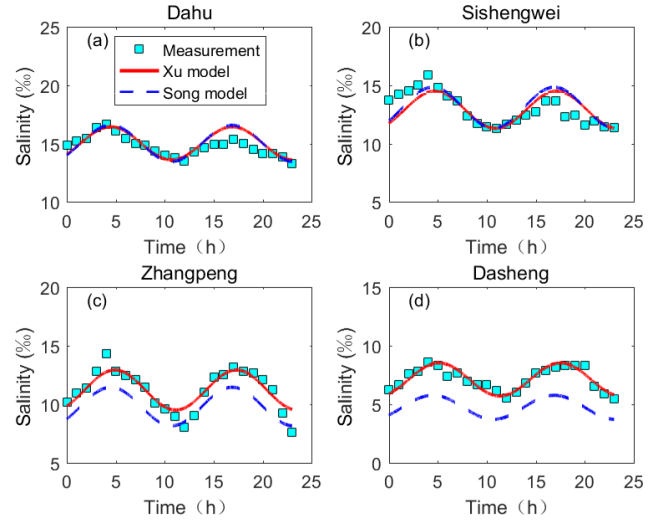 Dahu
Sishengwei
(a)
Measurement
Xu model
Song model
(b)
Salinity (‰)
25
20
15
10
0 5 10 15 20 25
Time（h）
Salinity (‰)
20
15
10
5
0 5 10 15 20 25
Time（h）
Zhangpeng
Dasheng
(c)
(d)
Salinity (‰)
20
15
10
5
0 5 10 15 20 25
Time（h）
Salinity (‰)
15
10
5
0
0 5 10 15 20 25
Time（h）